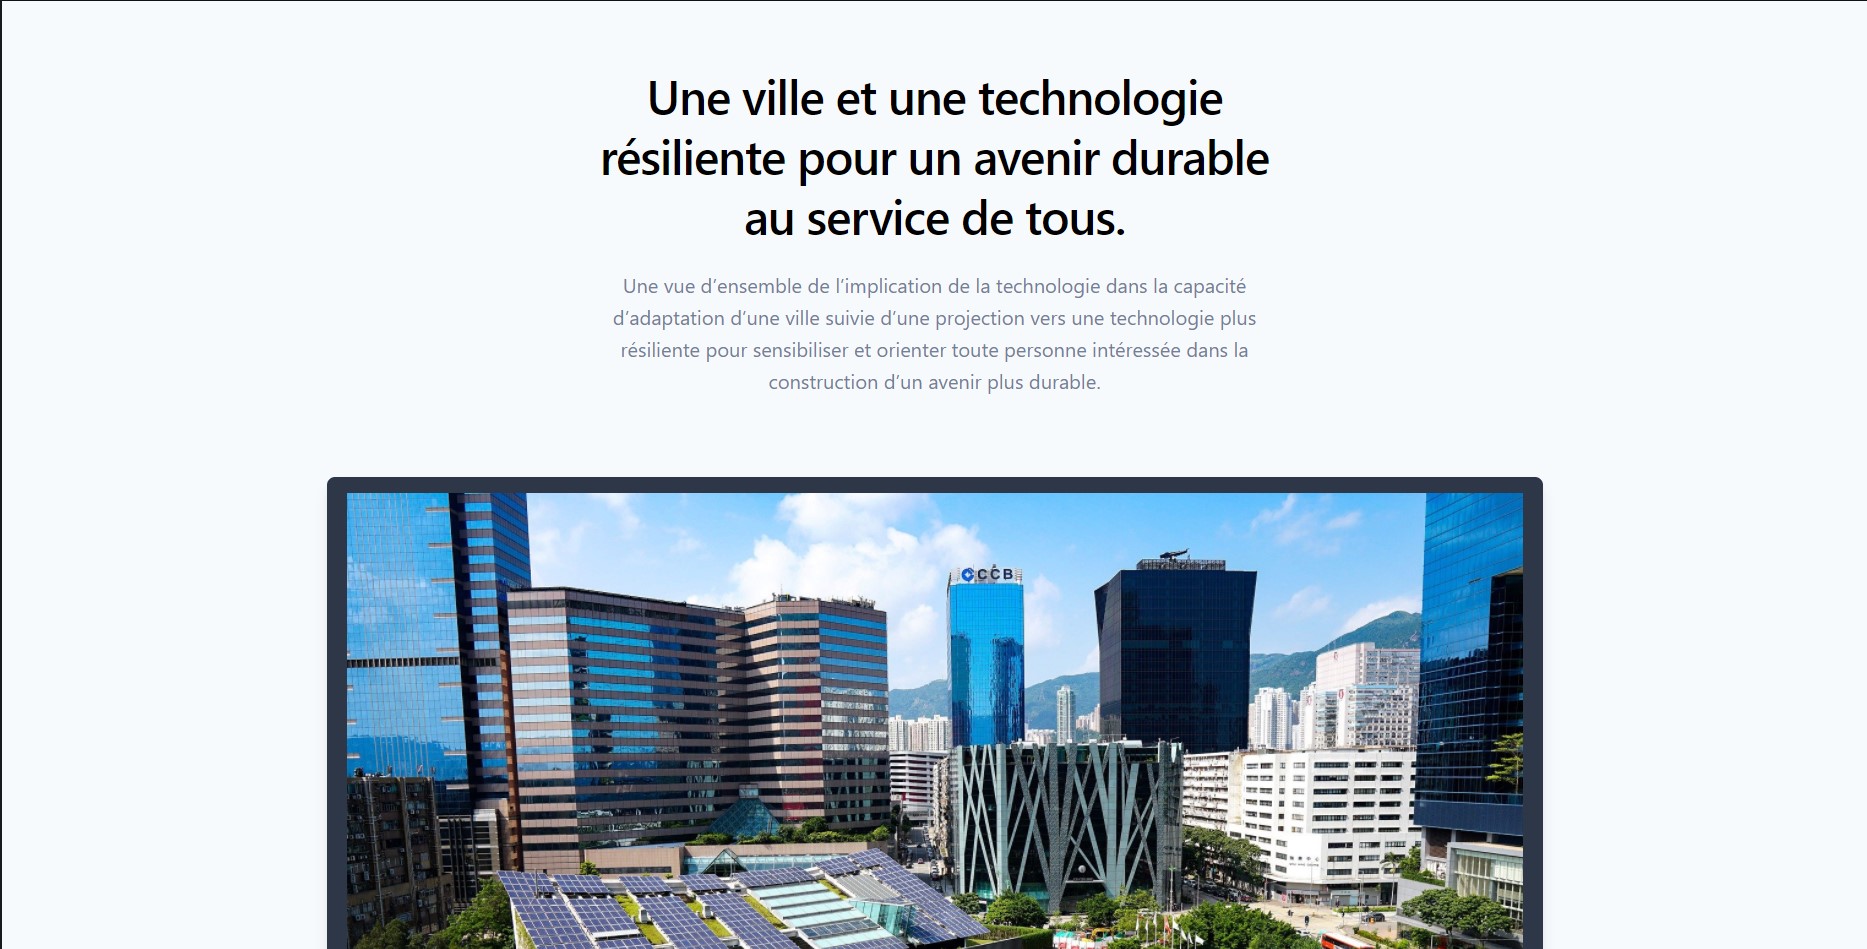 Une ville et une technologie
résiliente pour un avenir durable
au service de tous.
Une vue d’ensemble de l’implication de la technologie dans la capacité
d’adaptation d’une ville suivie d’une projection vers une technologie plus
résiliente pour sensibiliser et orienter toute personne intéressée dans la
construction d’un avenir plus durable.
CCB